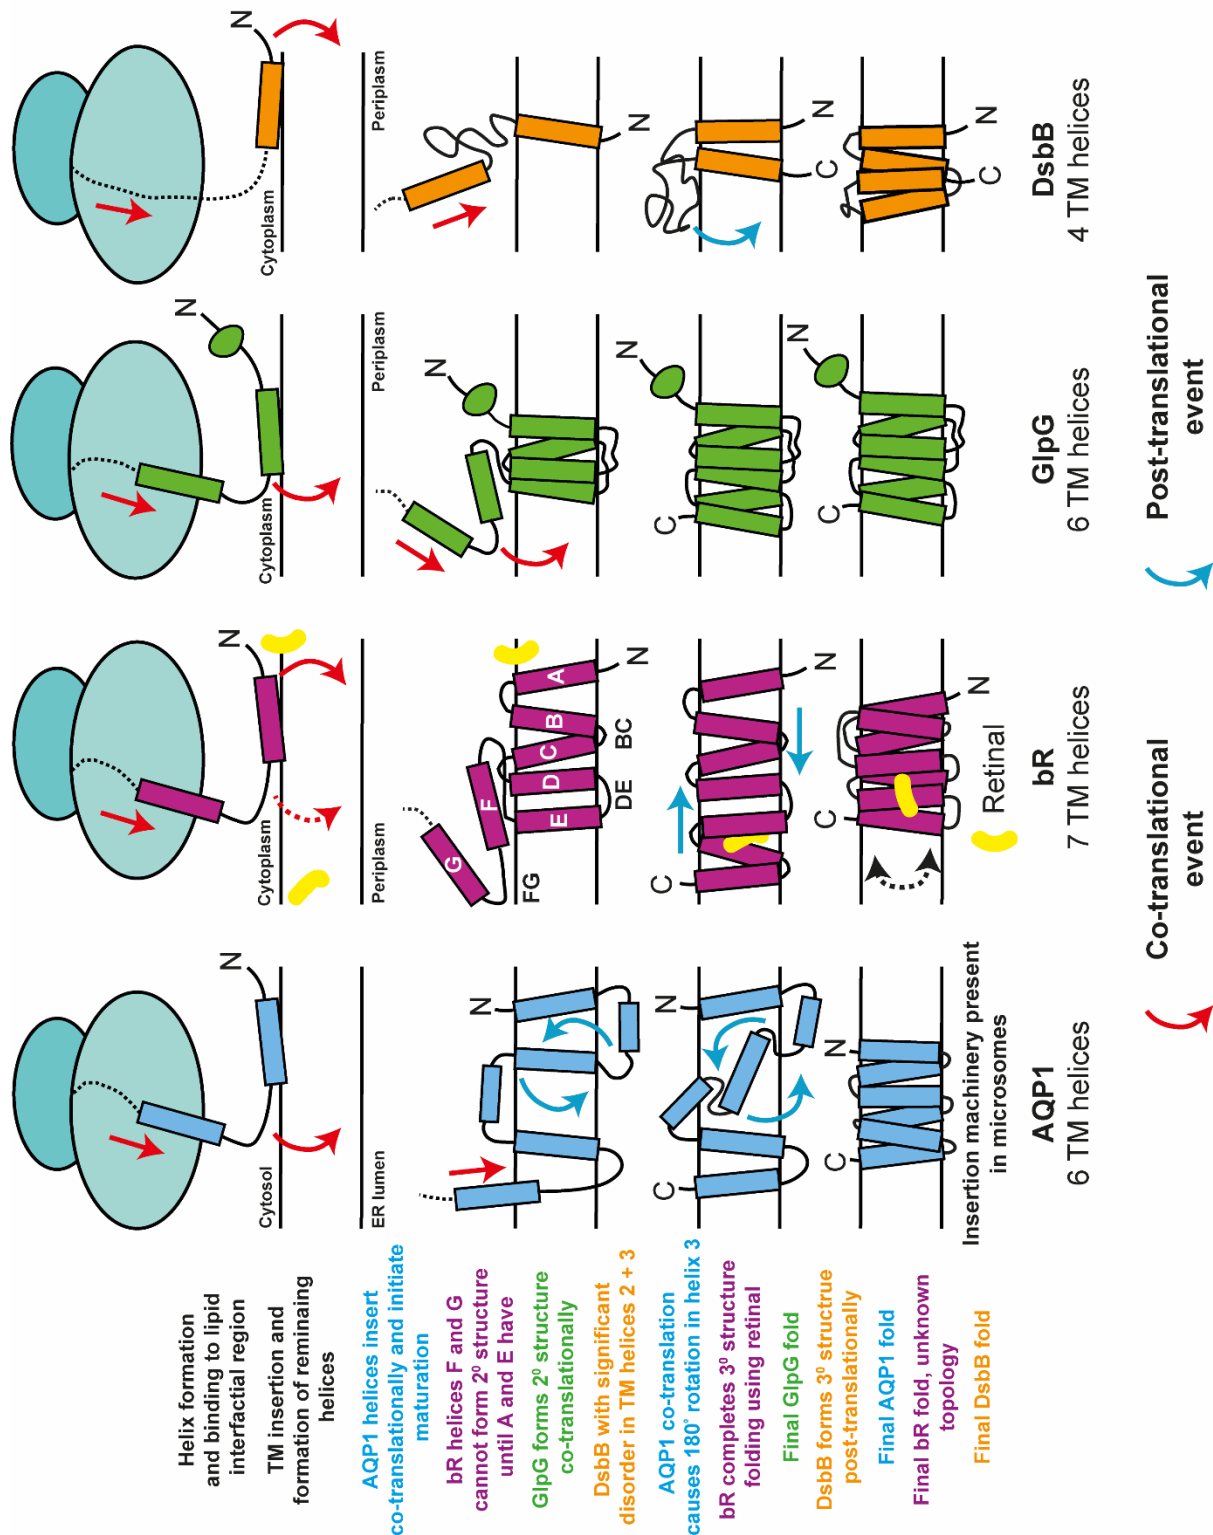 Helix formation
and binding to lipid
interfactial region
TM insertion and
formation of reminaing
helices
AQP1 helices insert
co-translationally and initiate
maturation
bR helices F and G
cannot form 2⁰ structure
until A and E have
GlpG forms 2⁰ structure
co-translationally
DsbB with significant
disorder in TM helices 2 + 3
AQP1 co-translation
causes 180˚ rotation in helix 3
bR completes 3⁰ structure
folding using retinal
Final GlpG fold
DsbB forms 3⁰ structrue
post-translationally
Final AQP1 fold
Final bR fold, unknown
topology
Final DsbB fold
N
Cytosol
ER lumen
N
C
N
C
N
Insertion machinery present
in microsomes
AQP1
6 TM helices
N
Cytoplasm
Periplasm
G
F
E
D
C
B
A
FG
DE
BC
N
C
N
C
N
Retinal
bR
7 TM helices
N
Cytoplasm
Periplasm
N
C
N
C
N
GlpG
6 TM helices
N
Cytoplasm
Periplasm
N
C
N
C
N
DsbB
4 TM helices
Co-translational
event
Post-translational
event